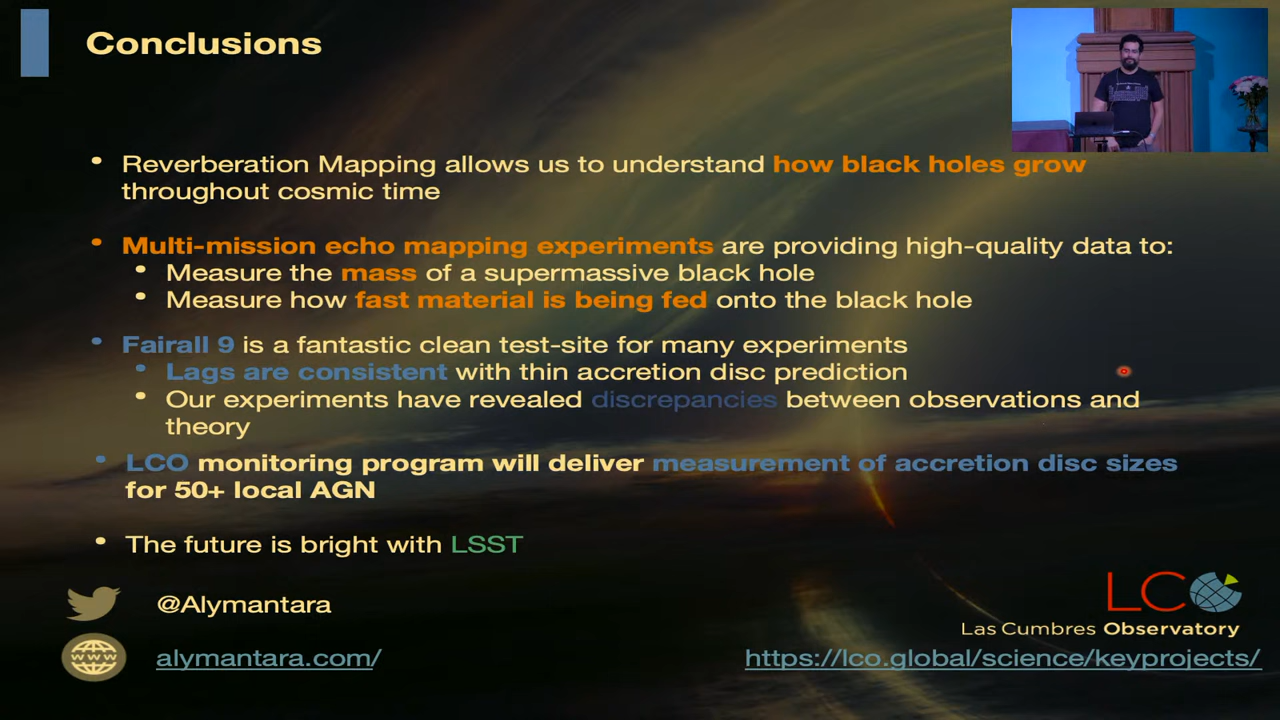 Conclusions
• Reverberation Mapping allows us to understand how black holes grow
throughout cosmic time
• Multi-mission echo mapping experiments are providing high-quality data to:
• Measure the mass of a supermassive black hole
• Measure how fast material is being fed onto the black hole
• Fairall 9 is a fantastic clean test-site for many experiments
• Lags are consistent with thin accretion disc prediction
• Our experiments have revealed discrepancies between observations and
theory
• LCO monitoring program will deliver measurement of accretion disc sizes
for 50+ local AGN
• The future is bright with LSST
@Alymantara
LCO
Las Cumbres Observatory
www
alymantara.com/
https://lco.global/science/keyprojects/